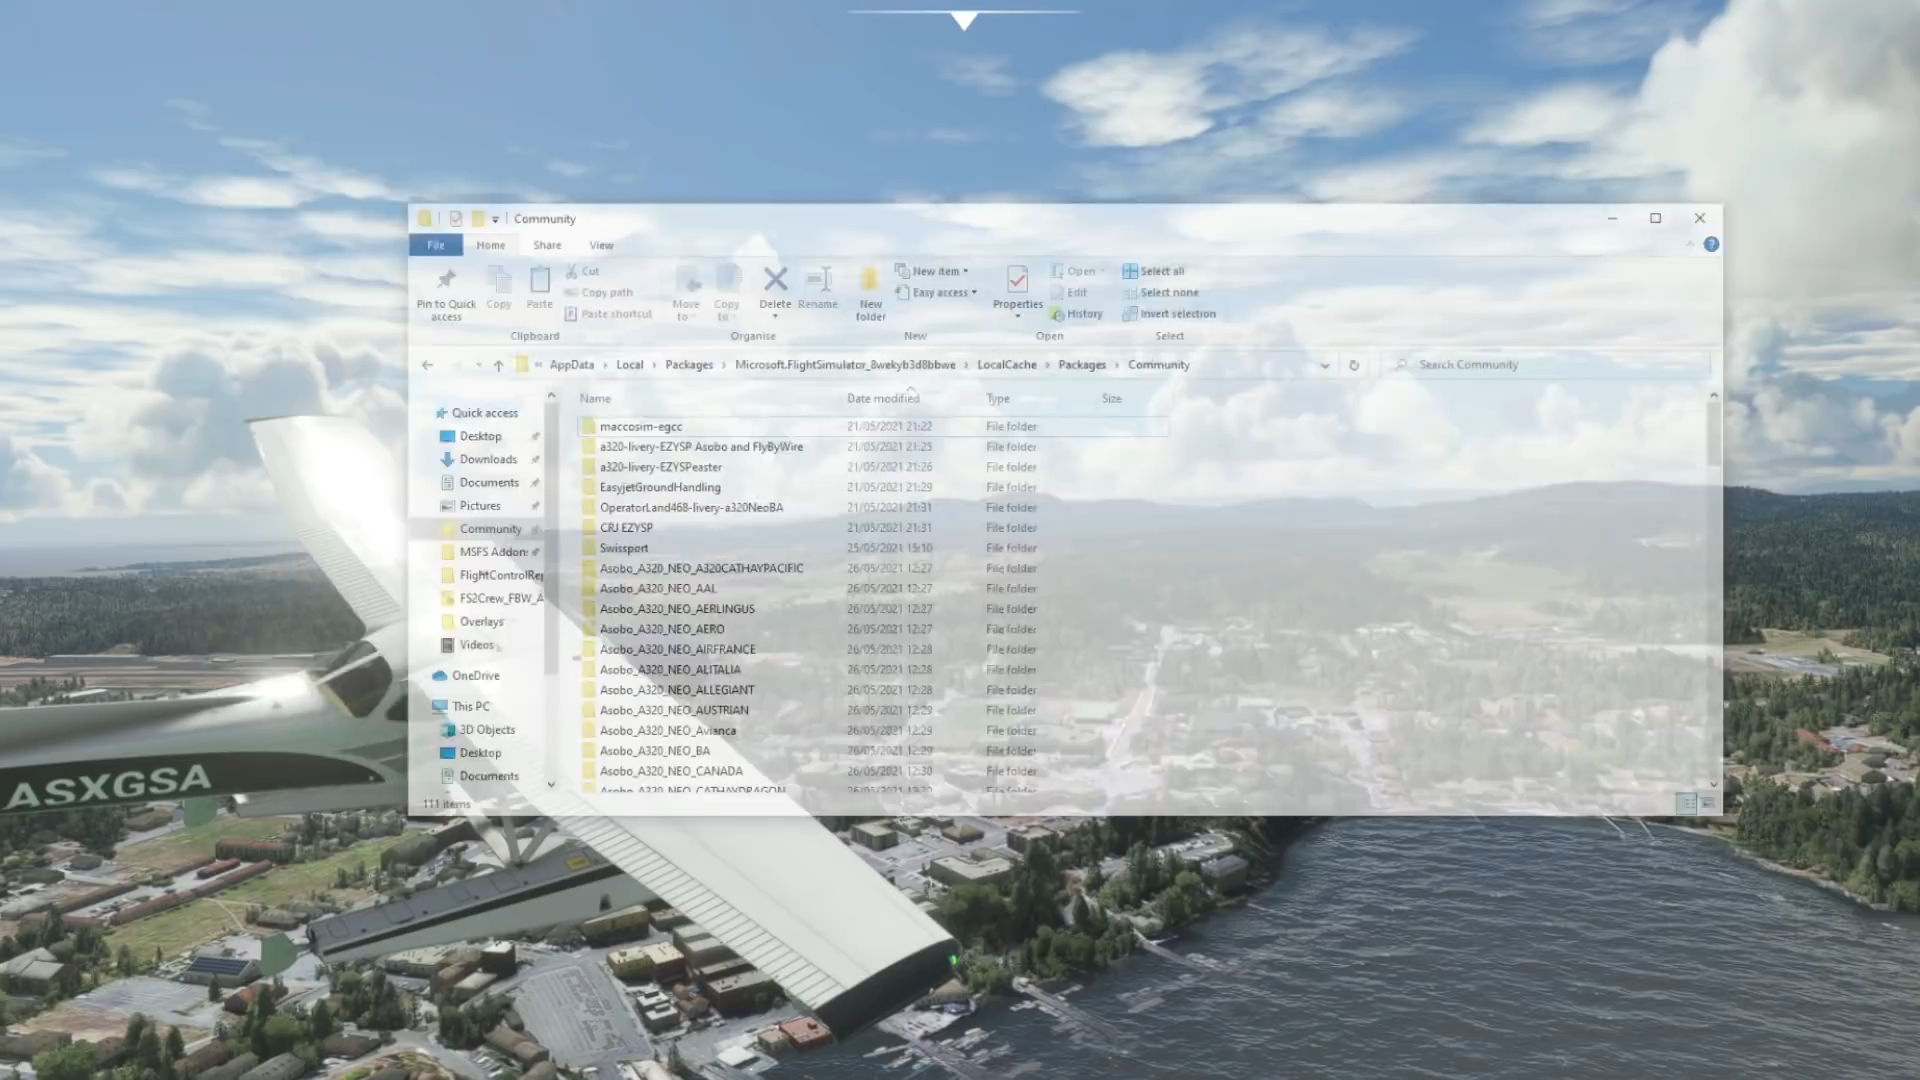 Community
File Home Share View
Pin to Quick access
Copy
Paste
Cut
Copy path
Paste shortcut
Clipboard
Move to
Copy to
Delete
Rename
Organise
New folder
New item
Easy access
New
Properties
Open
Edit
History
Open
Select all
Select none
Invert selection
Select
AppData Local Packages Microsoft.FlightSimulator_8wekyb3d8bbwe LocalCache Packages Community
Search Community
Name Date modified Type Size
Quick access
Desktop
Downloads
Documents
Pictures
Community
MSFS Addon
FlightControlRep
FS2Crew_FBW_A
Overlays
Videos
OneDrive
This PC
3D Objects
Desktop
Documents
maccosim-egcc 21/05/2021 21:22 File folder
a320-livery-EZYSP Asobo and FlyByWire 21/05/2021 21:25 File folder
a320-livery-EZYSPeaster 21/05/2021 21:26 File folder
EasyjetGroundHandling 21/05/2021 21:29 File folder
OperatorLand468-livery-a320NeoBA 21/05/2021 21:31 File folder
CRJ EZYSP 21/05/2021 21:31 File folder
Swissport 25/05/2021 15:10 File folder
Asobo_A320_NEO_A320CATHAYPACIFIC 26/05/2021 12:27 File folder
Asobo_A320_NEO_AAL 26/05/2021 12:27 File folder
Asobo_A320_NEO_AERLINGUS 26/05/2021 12:27 File folder
Asobo_A320_NEO_AERO 26/05/2021 12:27 File folder
Asobo_A320_NEO_AIRFRANCE 26/05/2021 12:28 File folder
Asobo_A320_NEO_ALITALIA 26/05/2021 12:28 File folder
Asobo_A320_NEO_ALLEGIANT 26/05/2021 12:28 File folder
Asobo_A320_NEO_AUSTRIAN 26/05/2021 12:29 File folder
Asobo_A320_NEO_Avianca 26/05/2021 12:29 File folder
Asobo_A320_NEO_BA 26/05/2021 12:29 File folder
Asobo_A320_NEO_CANADA 26/05/2021 12:30 File folder
Asobo_A320_NEO_CATHAYDRAGON 26/05/2021 12:30 File folder
111 items
ASXGSA